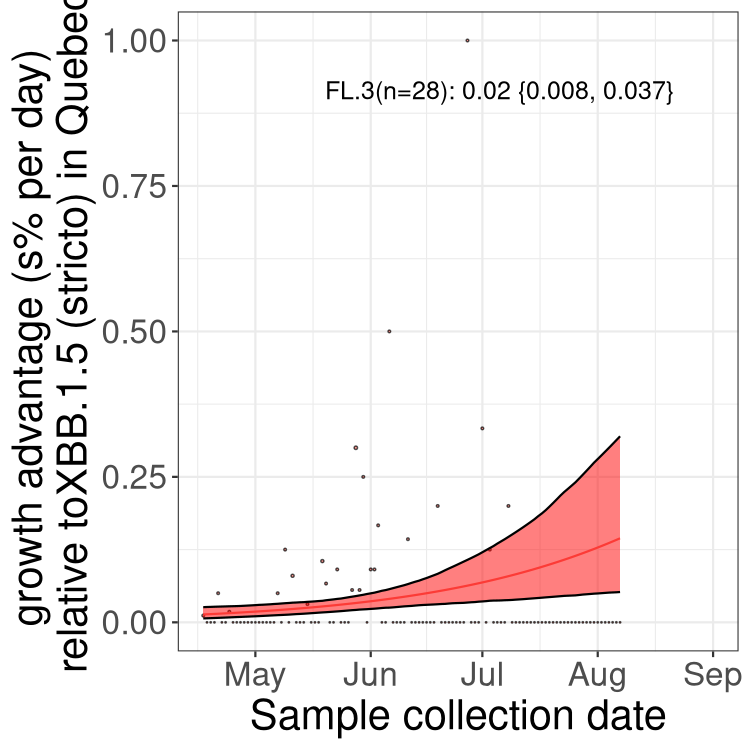 growth advantage (s% per day)
relative toXBB.1.5 (stricto) in Quebec
1.00
0.75
0.50
0.25
0.00
FL.3(n=28): 0.02 {0.008, 0.037}
May Jun Jul Aug Sep
Sample collection date